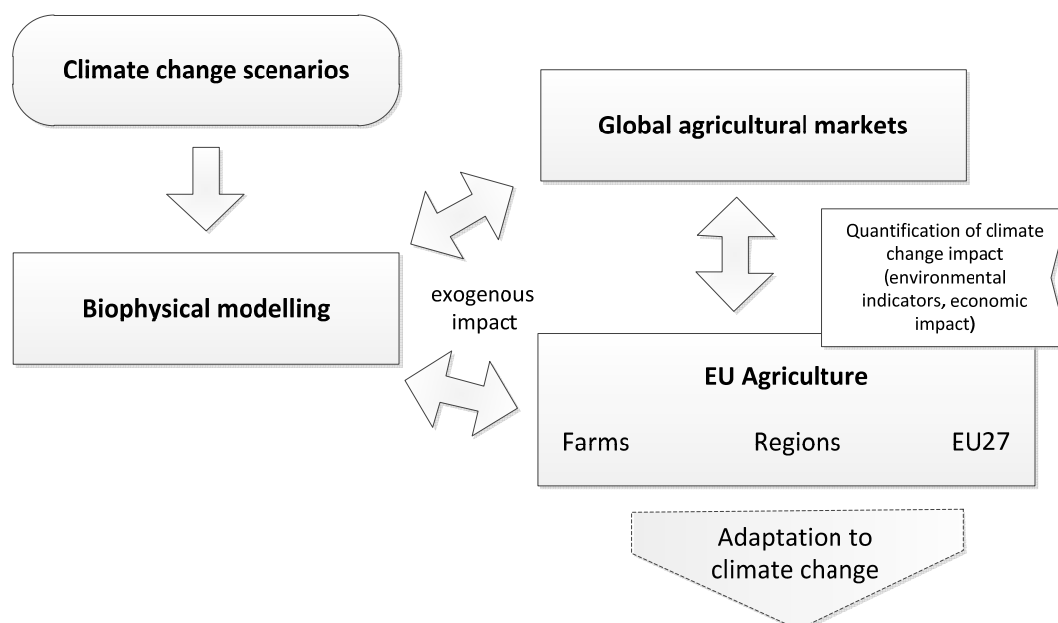 Climate change scenarios
Global agricultural markets
Quantification of climate
change impact
(environmental
indicators, economic
impact)
Biophysical modelling
exogenous
impact
EU Agriculture
Farms Regions EU27
Adaptation to
climate change